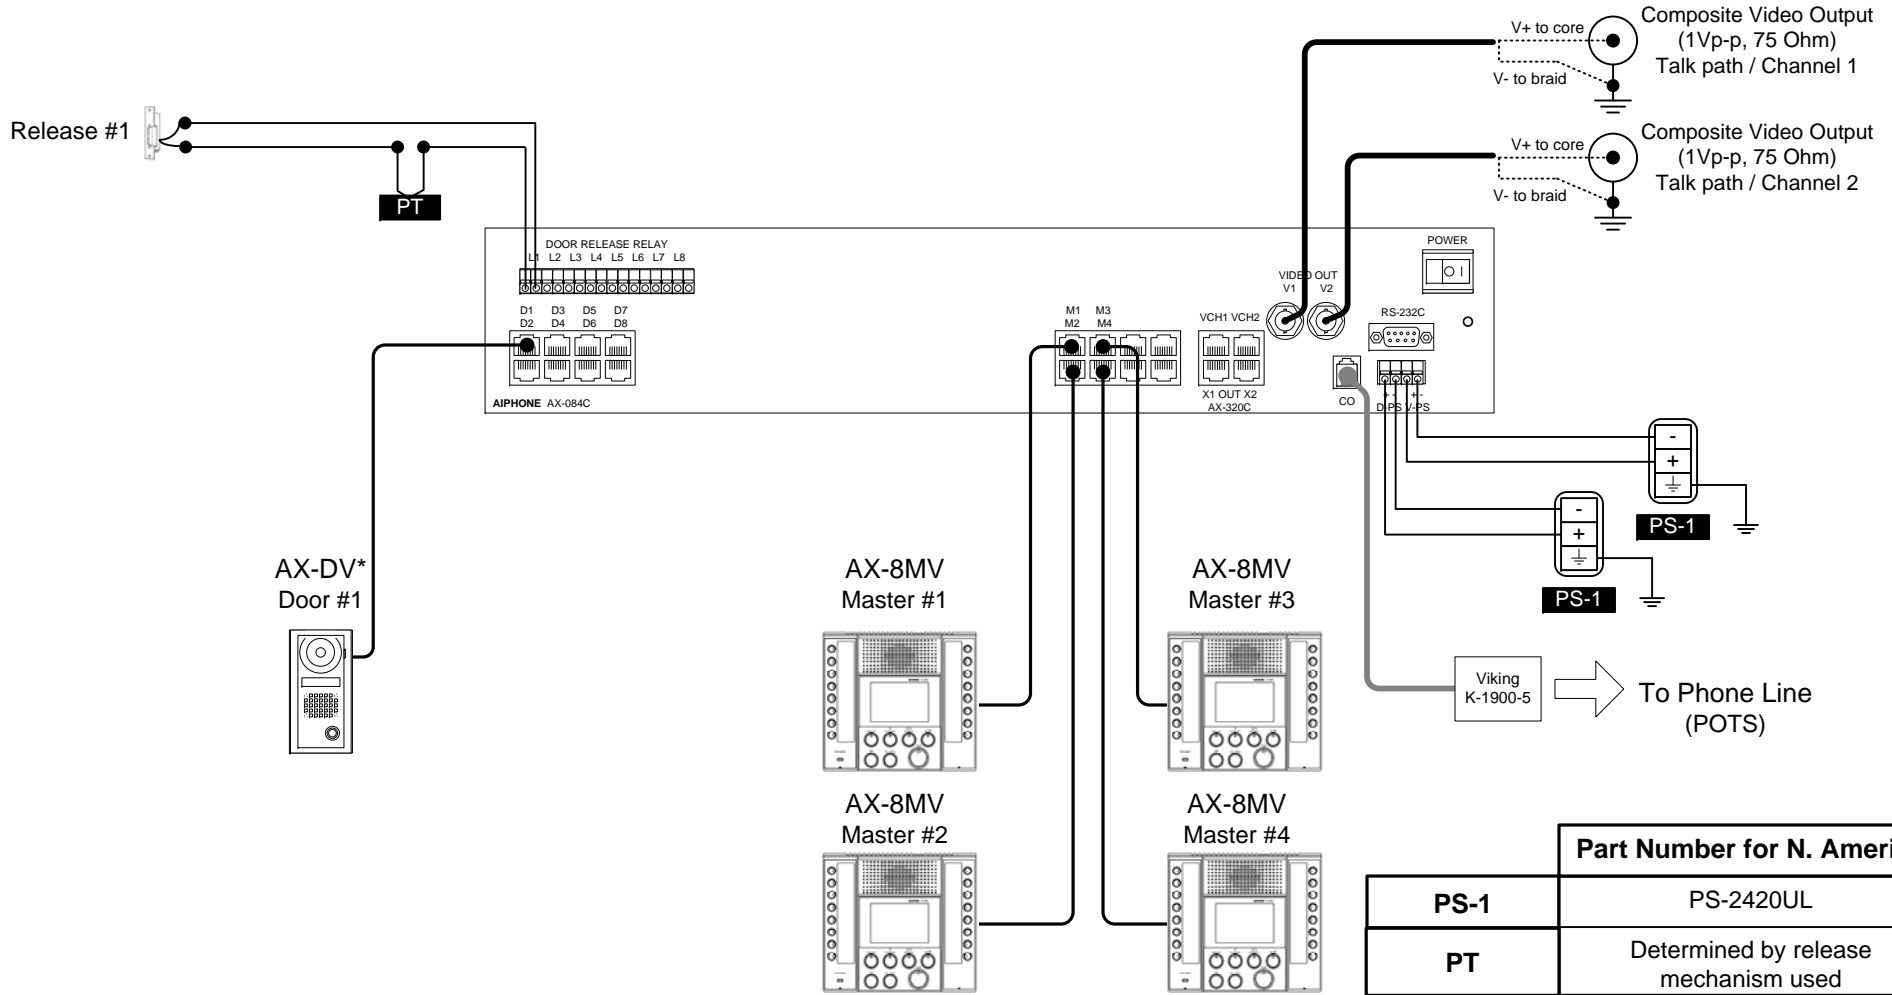 Composite Video Output
(1Vp-p, 75 Ohm)
Talk path / Channel 1
V+ to core
V- to braid
Release #1
PT
Composite Video Output
(1Vp-p, 75 Ohm)
Talk path / Channel 2
V+ to core
V- to braid
DOOR RELEASE RELAY
L1 L2 L3 L4 L5 L6 L7 L8
POWER
VIDEO OUT
V1 V2
D1 D3 D5 D7
D2 D4 D6 D8
M1 M3
M2 M4
VCH1 VCH2
RS-232C
X1 OUT X2
AX-320C
CO
+ - + -
D-PS V-PS
AIPHONE AX-084C
-
+
PS-1
-
+
PS-1
AX-DV*
Door #1
AX-8MV
Master #1
AX-8MV
Master #3
Viking
K-1900-5
To Phone Line
(POTS)
AX-8MV
Master #2
AX-8MV
Master #4
Part Number for N. Ameri
PS-1 PS-2420UL
PT Determined by release
mechanism used